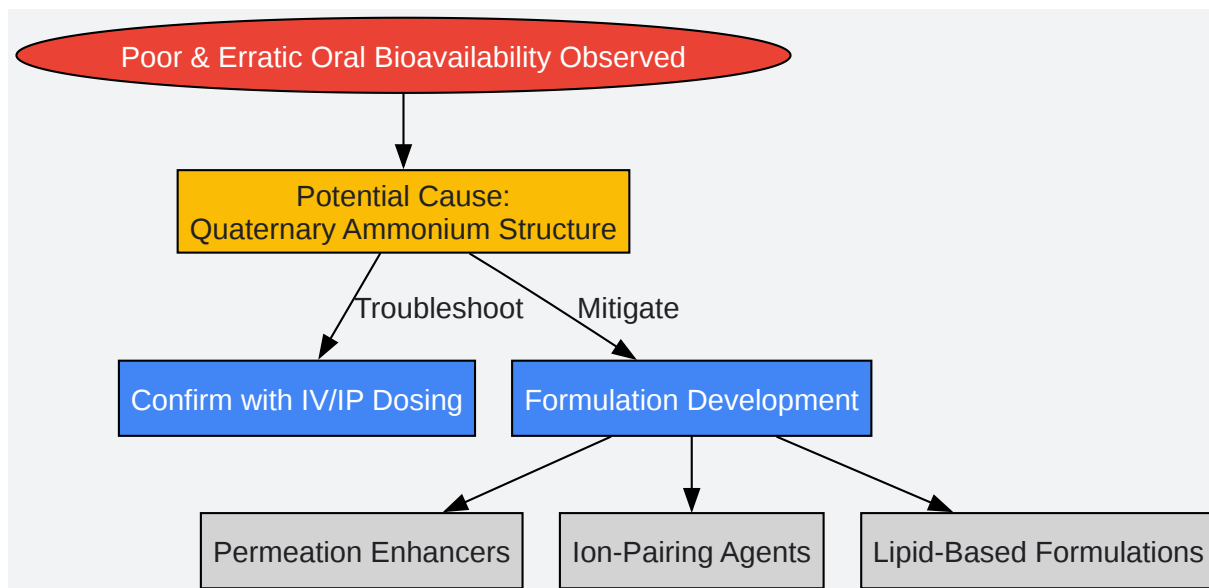 Poor & Erratic Oral Bioavailability Observed
Potential Cause:
Quaternary Ammonium Structure
Troubleshoot
Mitigate
Confirm with IV/IP Dosing
Formulation Development
Permeation Enhancers
Ion-Pairing Agents
Lipid-Based Formulations